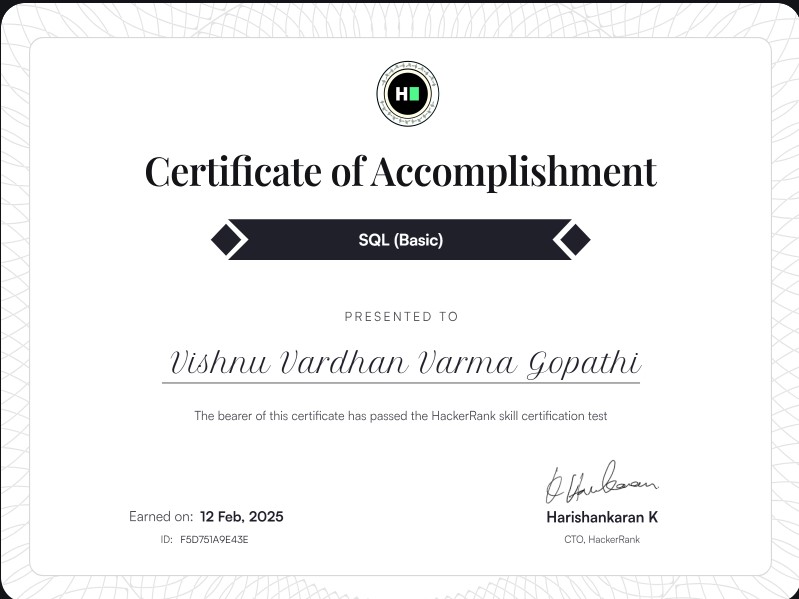 H
Certificate of Accomplishment
SQL (Basic)
PRESENTED TO
Vishnu Vardhan Varma Gopathi
The bearer of this certificate has passed the HackerRank skill certification test
Earned on: 12 Feb, 2025
ID: F5D751A9E43E
Harishankaran K
CTO, HackerRank